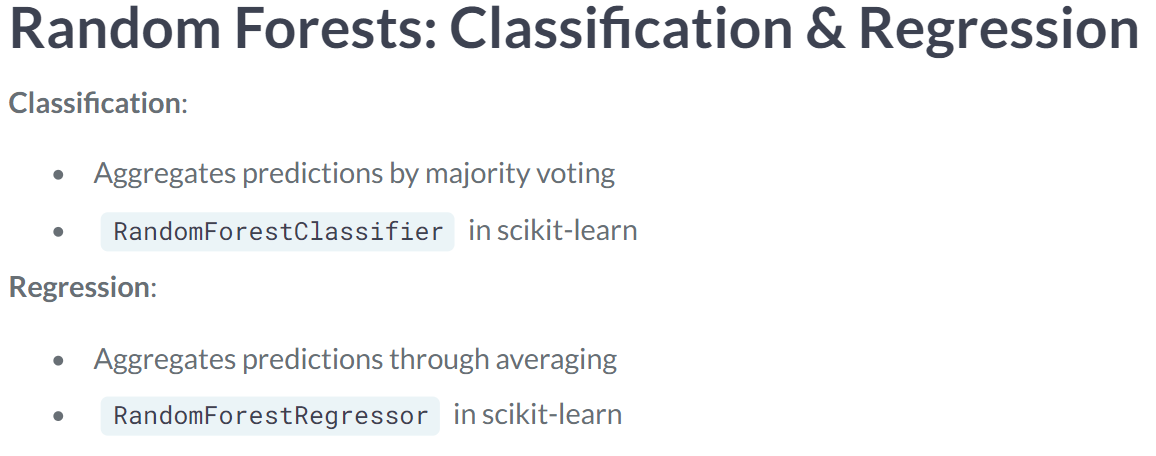 Random Forests: Classification & Regression
Classification:
• Aggregates predictions by majority voting
• RandomForestClassifier in scikit-learn
Regression:
• Aggregates predictions through averaging
• RandomForestRegressor in scikit-learn